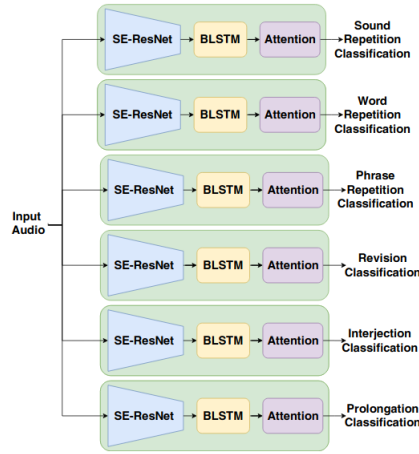 SE-ResNet BLSTM Attention
Sound
Repetition
Classification
SE-ResNet BLSTM Attention
Word
Repetition
Classification
SE-ResNet BLSTM Attention
Phrase
Repetition
Classification
Input
Audio
SE-ResNet BLSTM Attention
Revision
Classification
SE-ResNet BLSTM Attention
Interjection
Classification
SE-ResNet BLSTM Attention
Prolongation
Classification